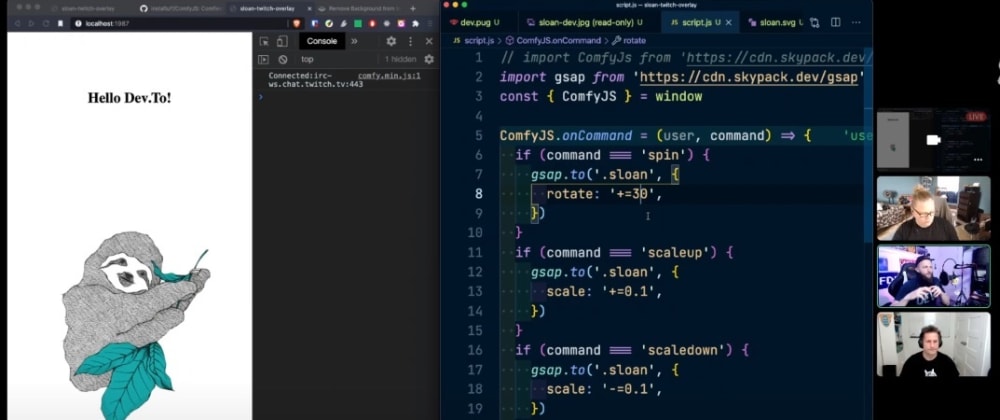 sloan-twitch-overlay
sloan-twitch-overlay
Remove Background from
localhost:1987
Console
top
1 hidden
Connected:irc-
comfy.min.js:1
ws.chat.twitch.tv:443
Hello Dev.To!
script.js — sloan-twitch-overlay
dev.pug U
sloan-dev.jpg (read-only) U
script.js U
sloan.svg U
JS script.js > ComfyJS.onCommand > rotate
1 // import ComfyJs from 'https://cdn.skypack.dev/
2 import gsap from 'https://cdn.skypack.dev/gsap'
3 const { ComfyJS } = window
4
5 ComfyJS.onCommand = (user, command) => { 'use
6 if (command === 'spin') {
7 gsap.to('.sloan', {
8 rotate: '+=30',
9 })
10 }
11 if (command === 'scaleup') {
12 gsap.to('.sloan', {
13 scale: '+=0.1',
14 })
15 }
16 if (command === 'scaledown') {
17 gsap.to('.sloan', {
18 scale: '-=0.1',
19 })
LIVE